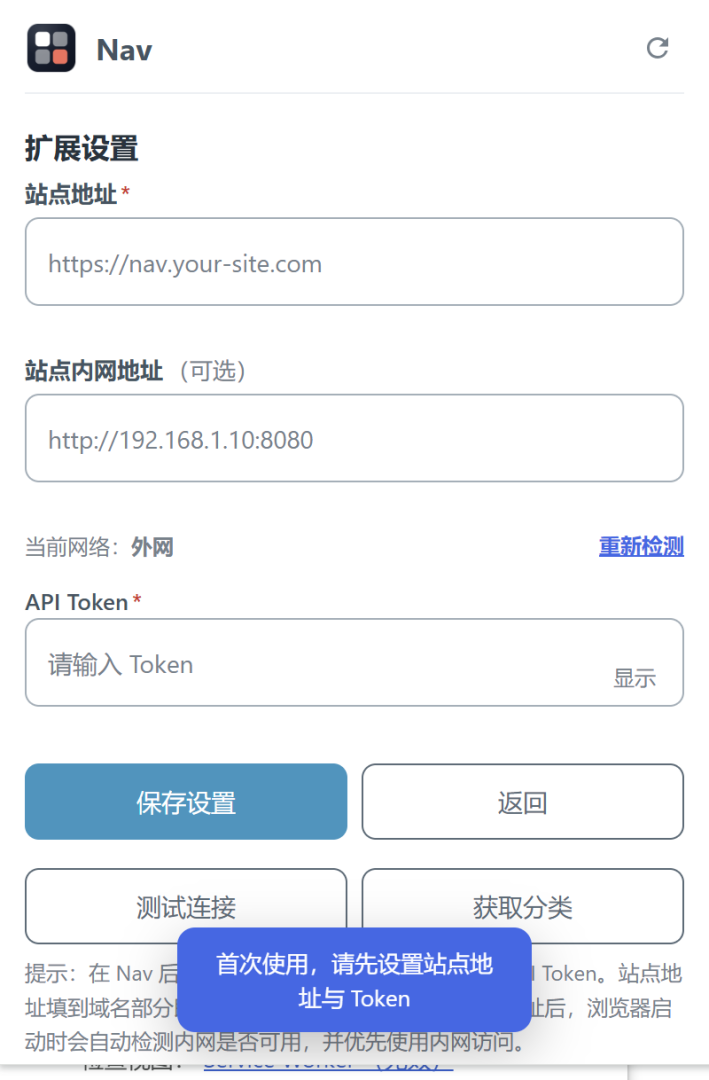 Nav
扩展设置
站点地址*
https://nav.your-site.com
站点内网地址（可选）
http://192.168.1.10:8080
当前网络：外网 重新检测
API Token*
请输入 Token 显示
保存设置 返回
测试连接 获取分类
首次使用，请先设置站点地
址与 Token
提示：在 Nav 后 Token。站点地
址填到域名部分 址后，浏览器启
动时会自动检测内网是否可用，并优先使用内网访问。